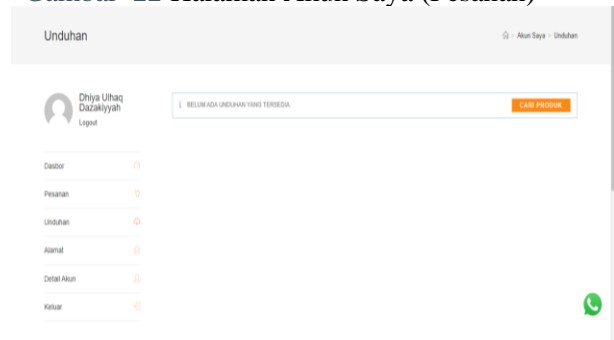 Gambar 22 Halaman Akun Saya (Pesanan)
Unduhan
> Akun Saya > Unduhan
Dhiya Ulhaq
Dazakiyyah
Logout
BELUM ADA UNDUHAN YANG TERSEDIA.
CARI PRODUK
Dasbor
Pesanan
Unduhan
Alamat
Detail Akun
Keluar